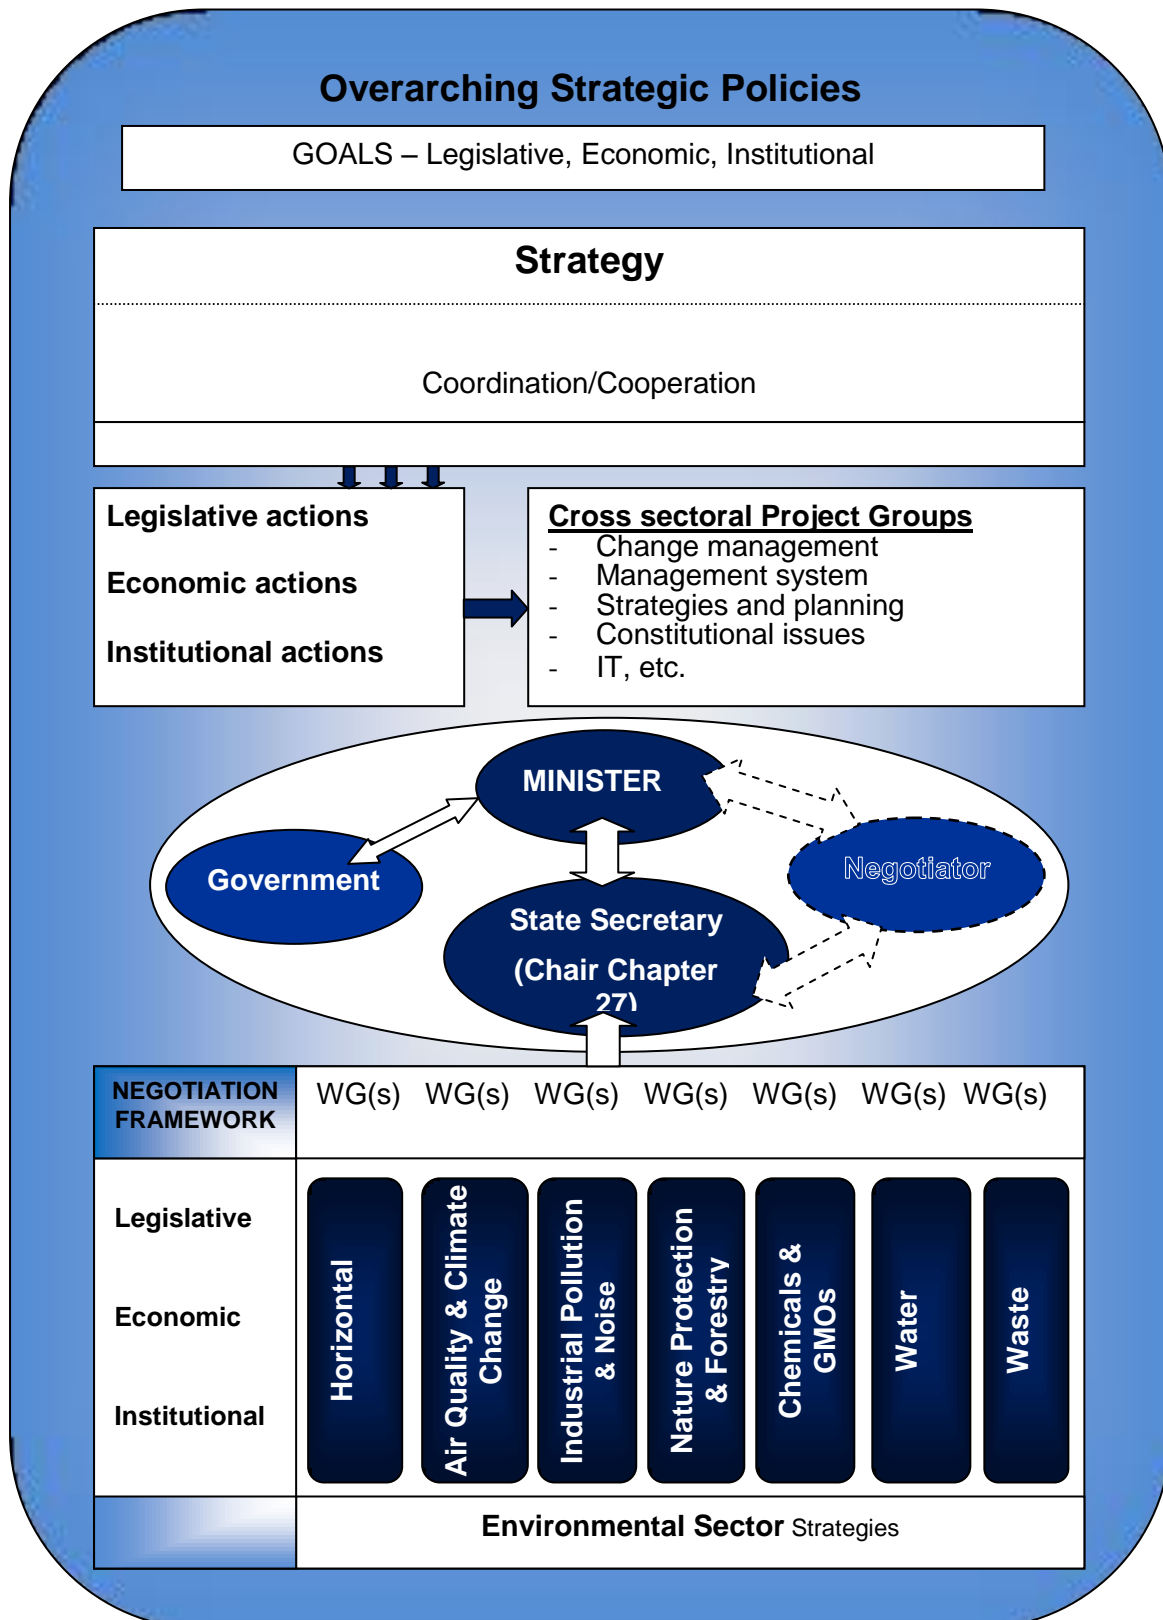 Overarching Strategic Policies
GOALS – Legislative, Economic, Institutional
Strategy
Coordination/Cooperation
Legislative actions
Economic actions
Institutional actions
Cross sectoral Project Groups
- Change management
- Management system
- Strategies and planning
- Constitutional issues
- IT, etc.
MINISTER
Government
Negotiator
State Secretary
(Chair Chapter
27)
NEGOTIATION
FRAMEWORK
WG(s) WG(s) WG(s) WG(s) WG(s) WG(s) WG(s)
Legislative
Economic
Institutional
Horizontal
Air Quality & Climate
Change
Industrial Pollution
& Noise
Nature Protection
& Forestry
Chemicals &
GMOs
Water
Waste
Environmental Sector Strategies